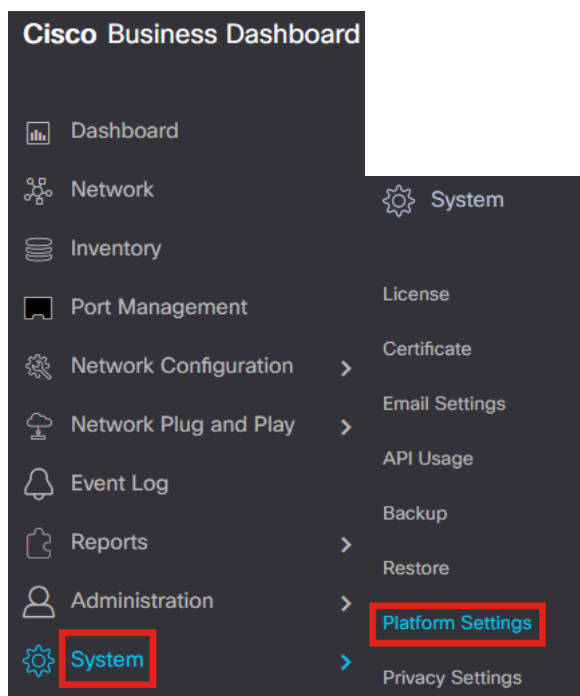 Cisco Business Dashboard
Dashboard
Network
Inventory
Port Management
Network Configuration
Network Plug and Play
Event Log
Reports
Administration
System
System
License
Certificate
Email Settings
API Usage
Backup
Restore
Platform Settings
Privacy Settings